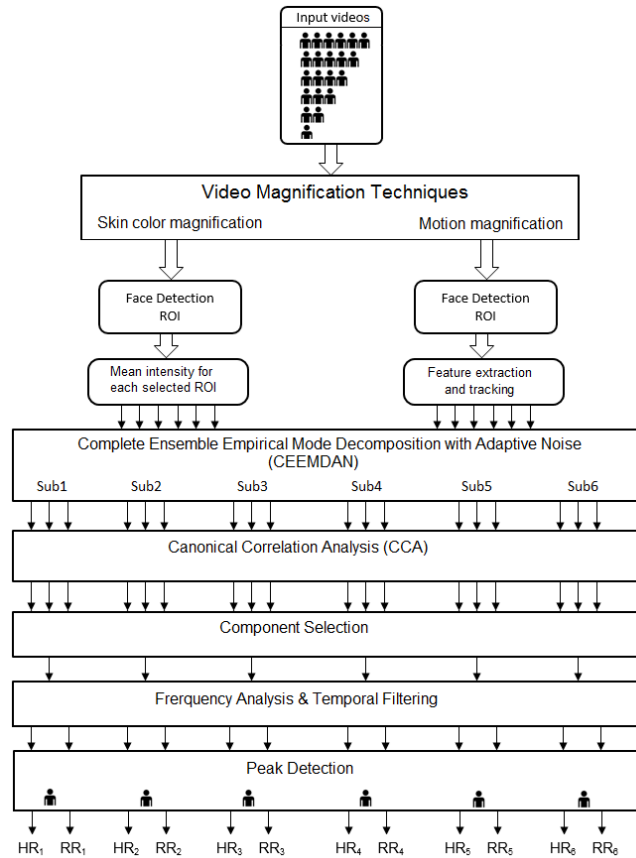 Input videos
Video Magnification Techniques
Skin color magnification
Motion magnification
Face Detection
ROI
Face Detection
ROI
Mean intensity for
each selected ROI
Feature extraction
and tracking
Complete Ensemble Empirical Mode Decomposition with Adaptive Noise
(CEEMDAN)
Sub1 Sub2 Sub3 Sub4 Sub5 Sub6
Canonical Correlation Analysis (CCA)
Component Selection
Frerquency Analysis & Temporal Filtering
Peak Detection
HR₁ RR₁ HR₂ RR₂ HR₃ RR₃ HR₄ RR₄ HR₅ RR₅ HR₆ RR₆